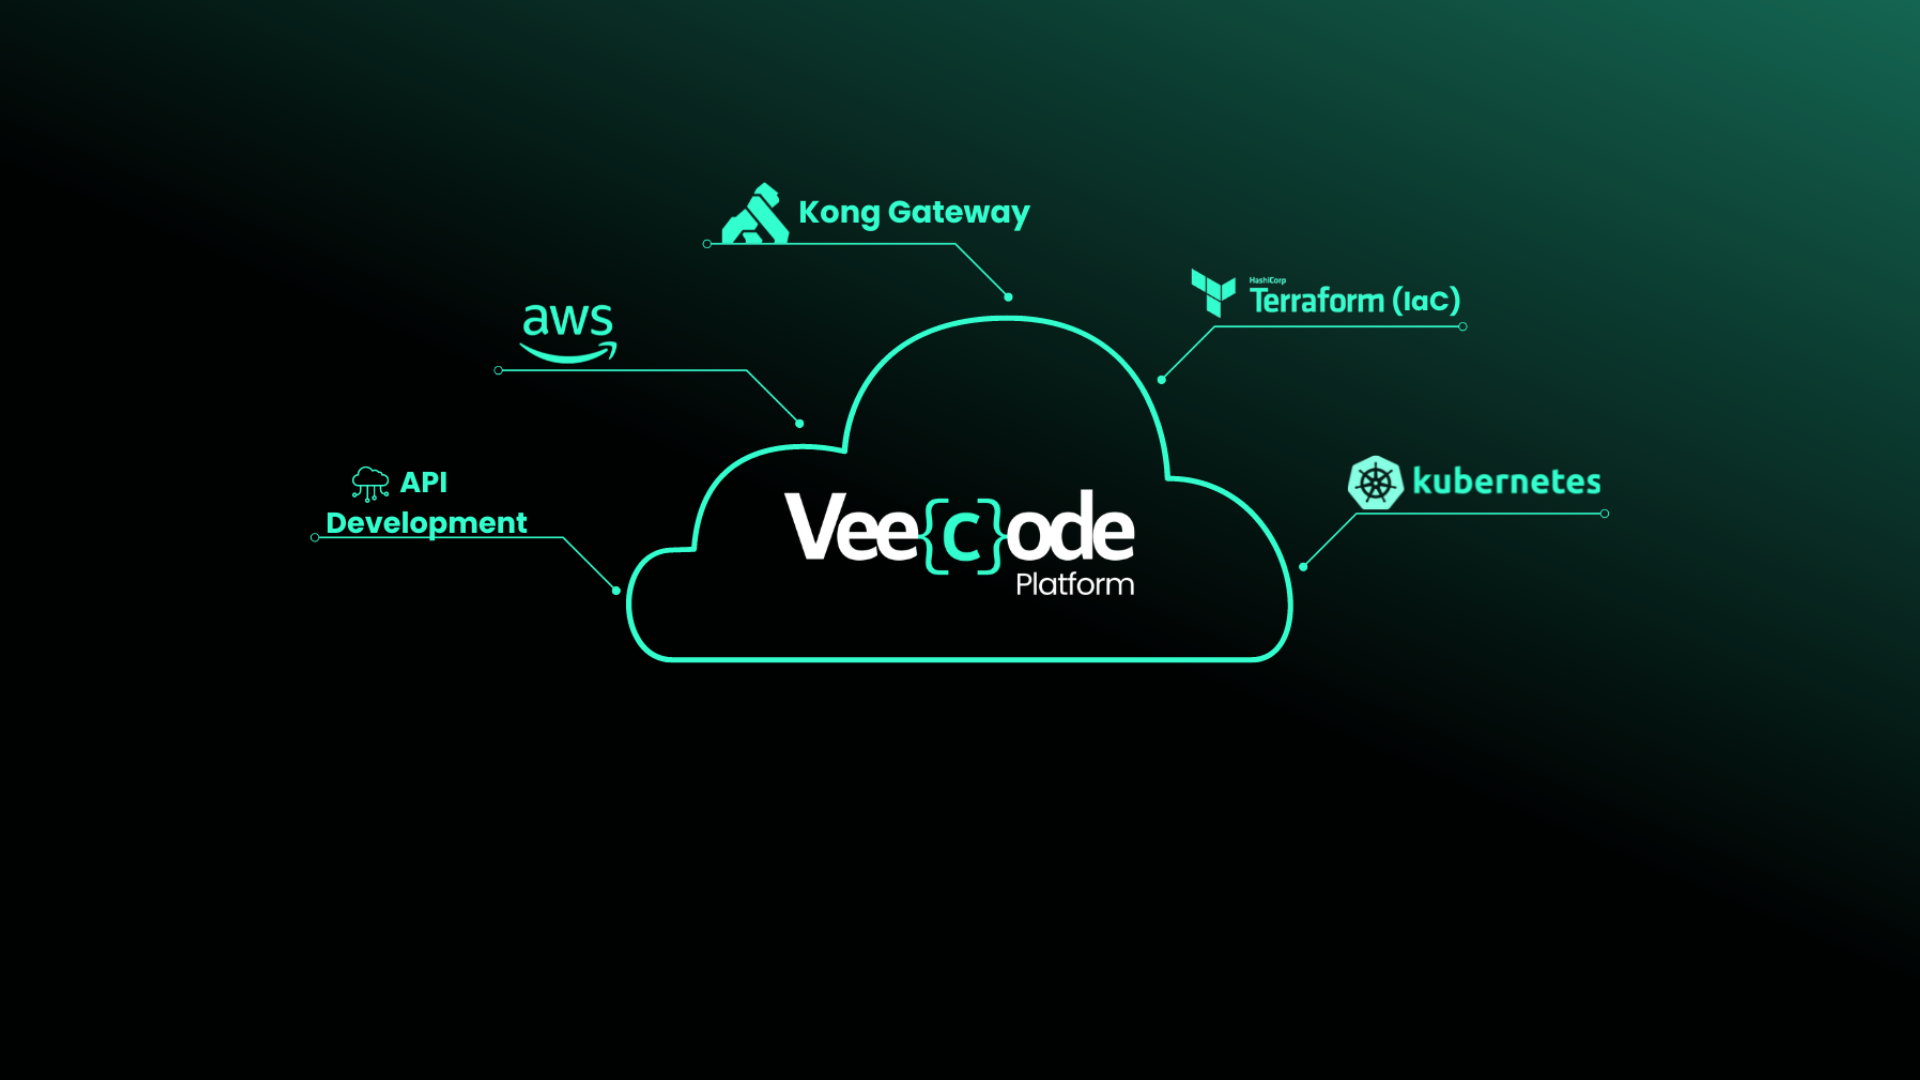 Kong Gateway
HashiCorp
Terraform (IaC)
aws
API
Development
kubernetes
Vee{c}ode
Platform